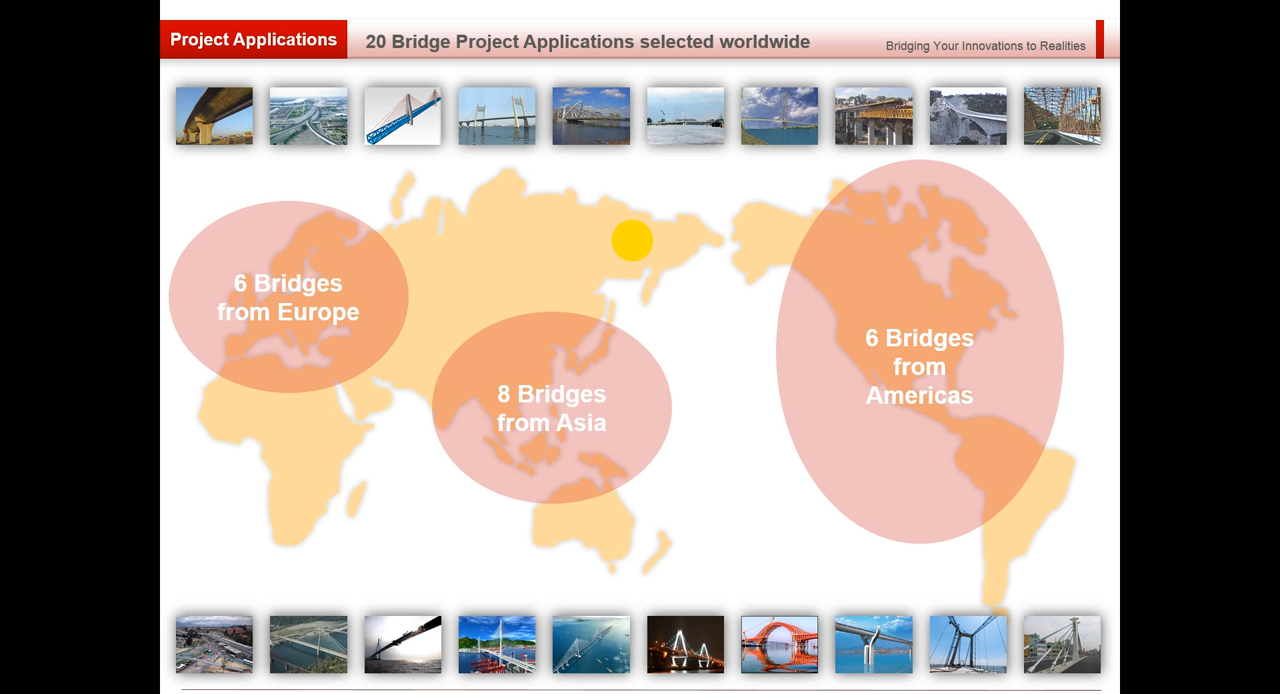 Project Applications
20 Bridge Project Applications selected worldwide
Bridging Your Innovations to Realities
6 Bridges
from Europe
8 Bridges
from Asia
6 Bridges
from
Americas